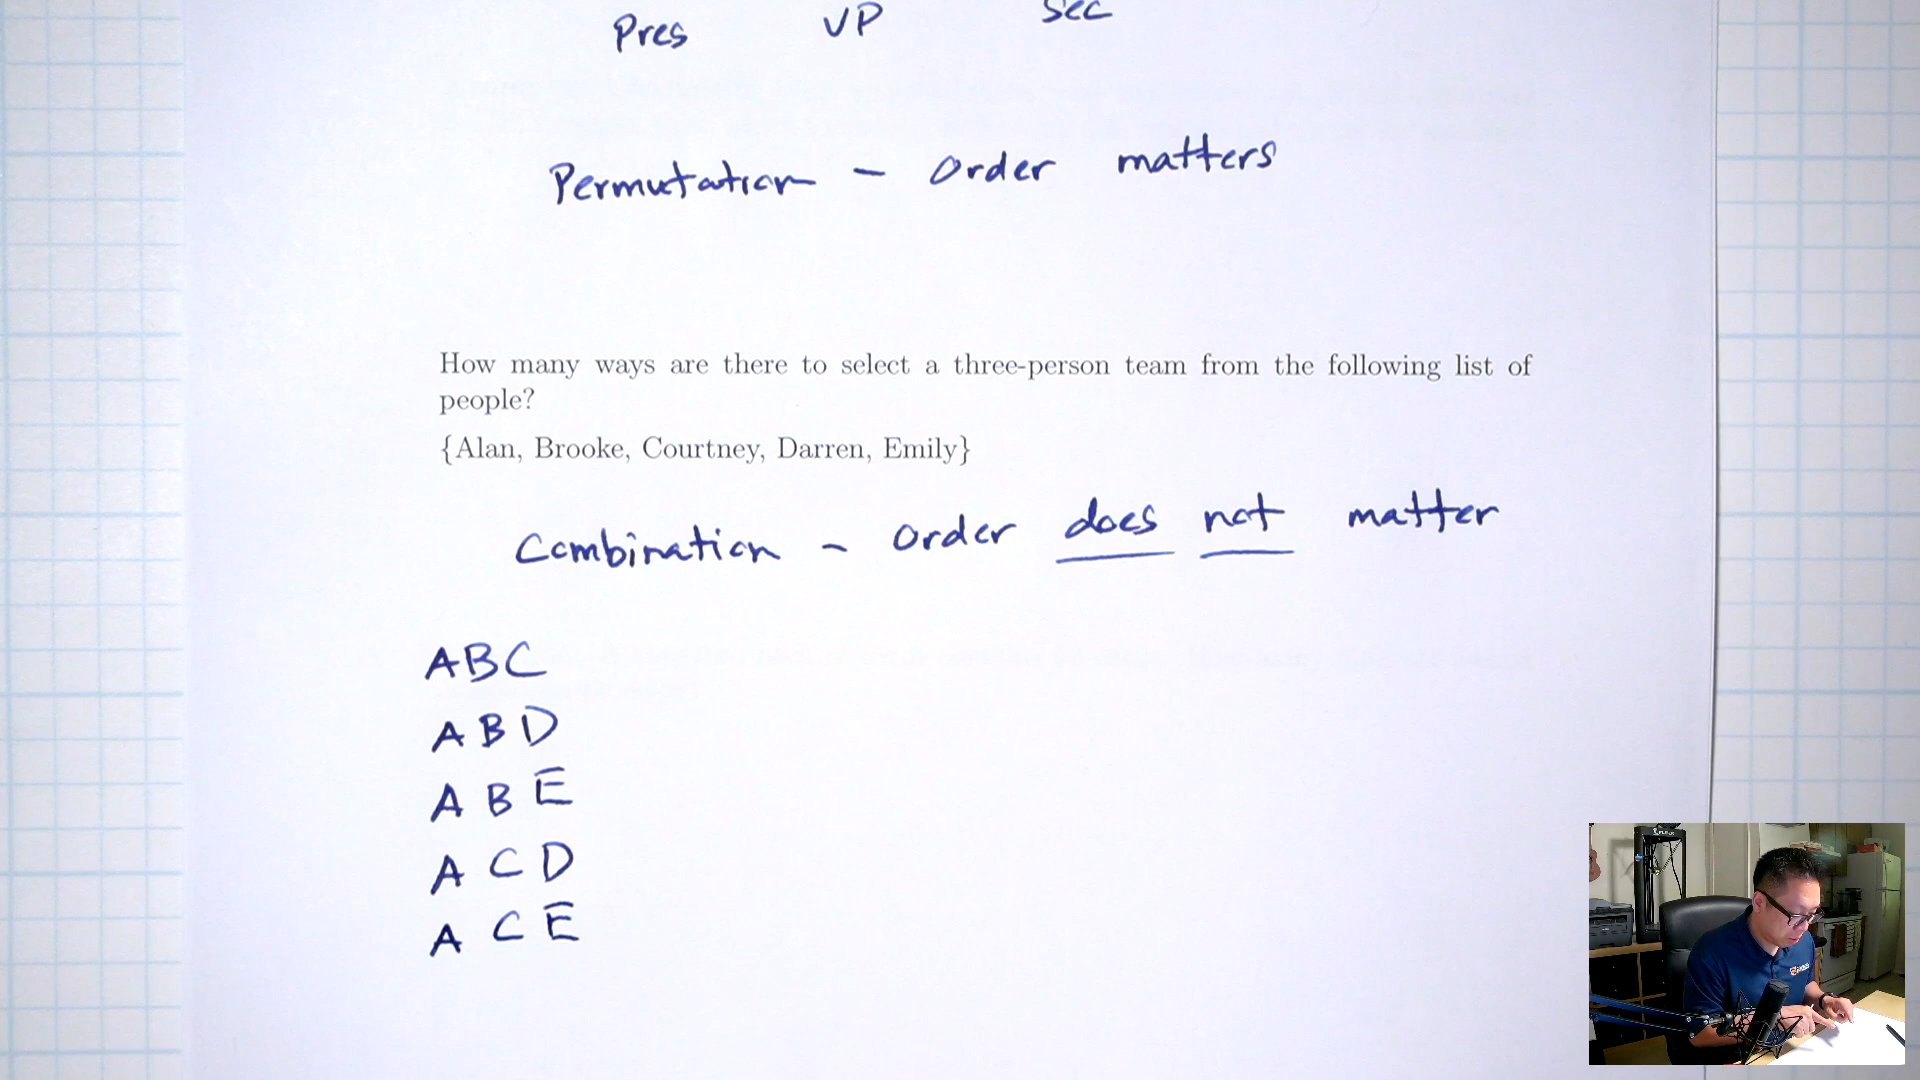 Pres VP Sec
Permutation - Order matters
How many ways are there to select a three-person team from the following list of
people?
{Alan, Brooke, Courtney, Darren, Emily}
Combination - Order does not matter
ABC
ABD
ABE
ACD
ACE